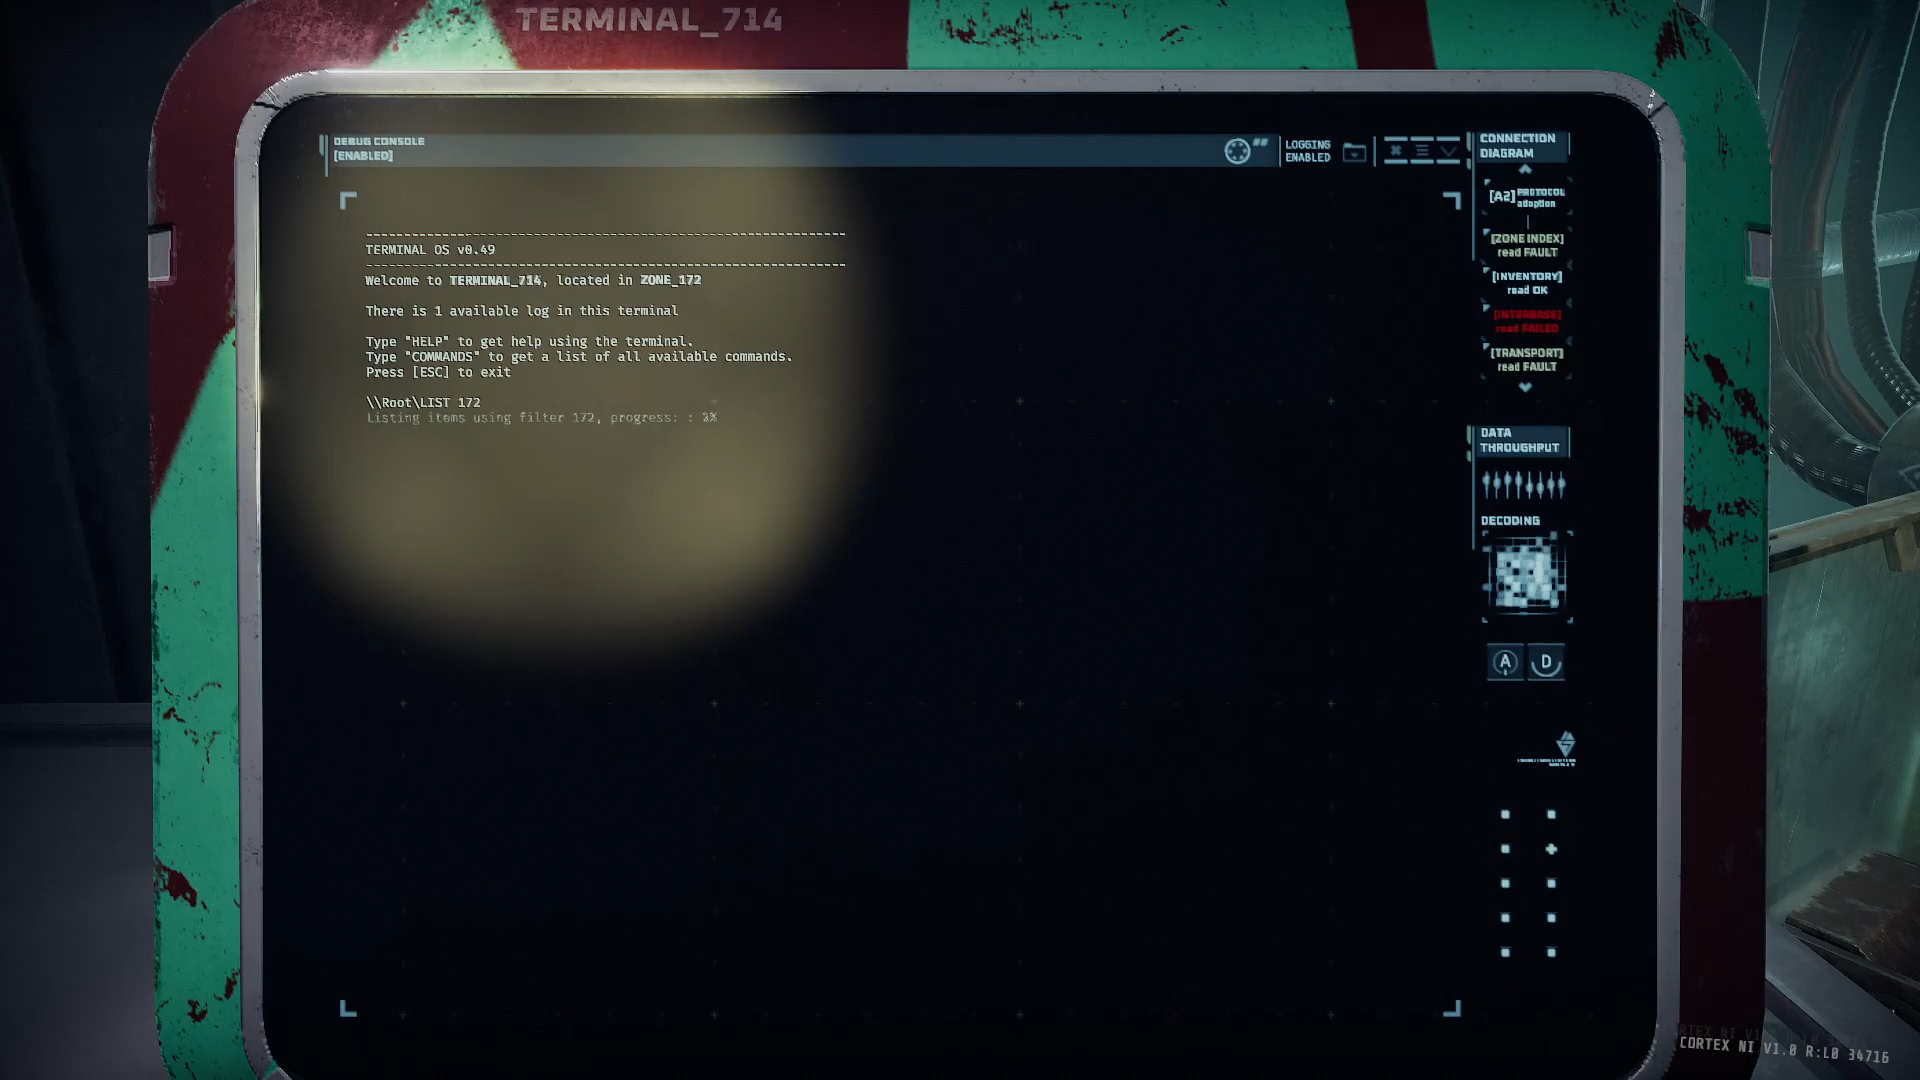 TERMINAL_714
DEBUG CONSOLE
[ENABLED]
LOGGING
ENABLED
--------------------------------------------------------------
TERMINAL OS v0.49
--------------------------------------------------------------
Welcome to TERMINAL_714, located in ZONE_172
There is 1 available log in this terminal
Type "HELP" to get help using the terminal.
Type "COMMANDS" to get a list of all available commands.
Press [ESC] to exit
\\Root\LIST 172
Listing items using filter 172, progress: :
CONNECTION
DIAGRAM
[A2] PROTOCOL
adoption
[ZONE INDEX]
read FAULT
[INVENTORY]
read OK
[INTERBASE]
read FAILED
[TRANSPORT]
read FAULT
DATA
THROUGHPUT
DECODING
A D
CORTEX NI V1.0 R:L0 34716